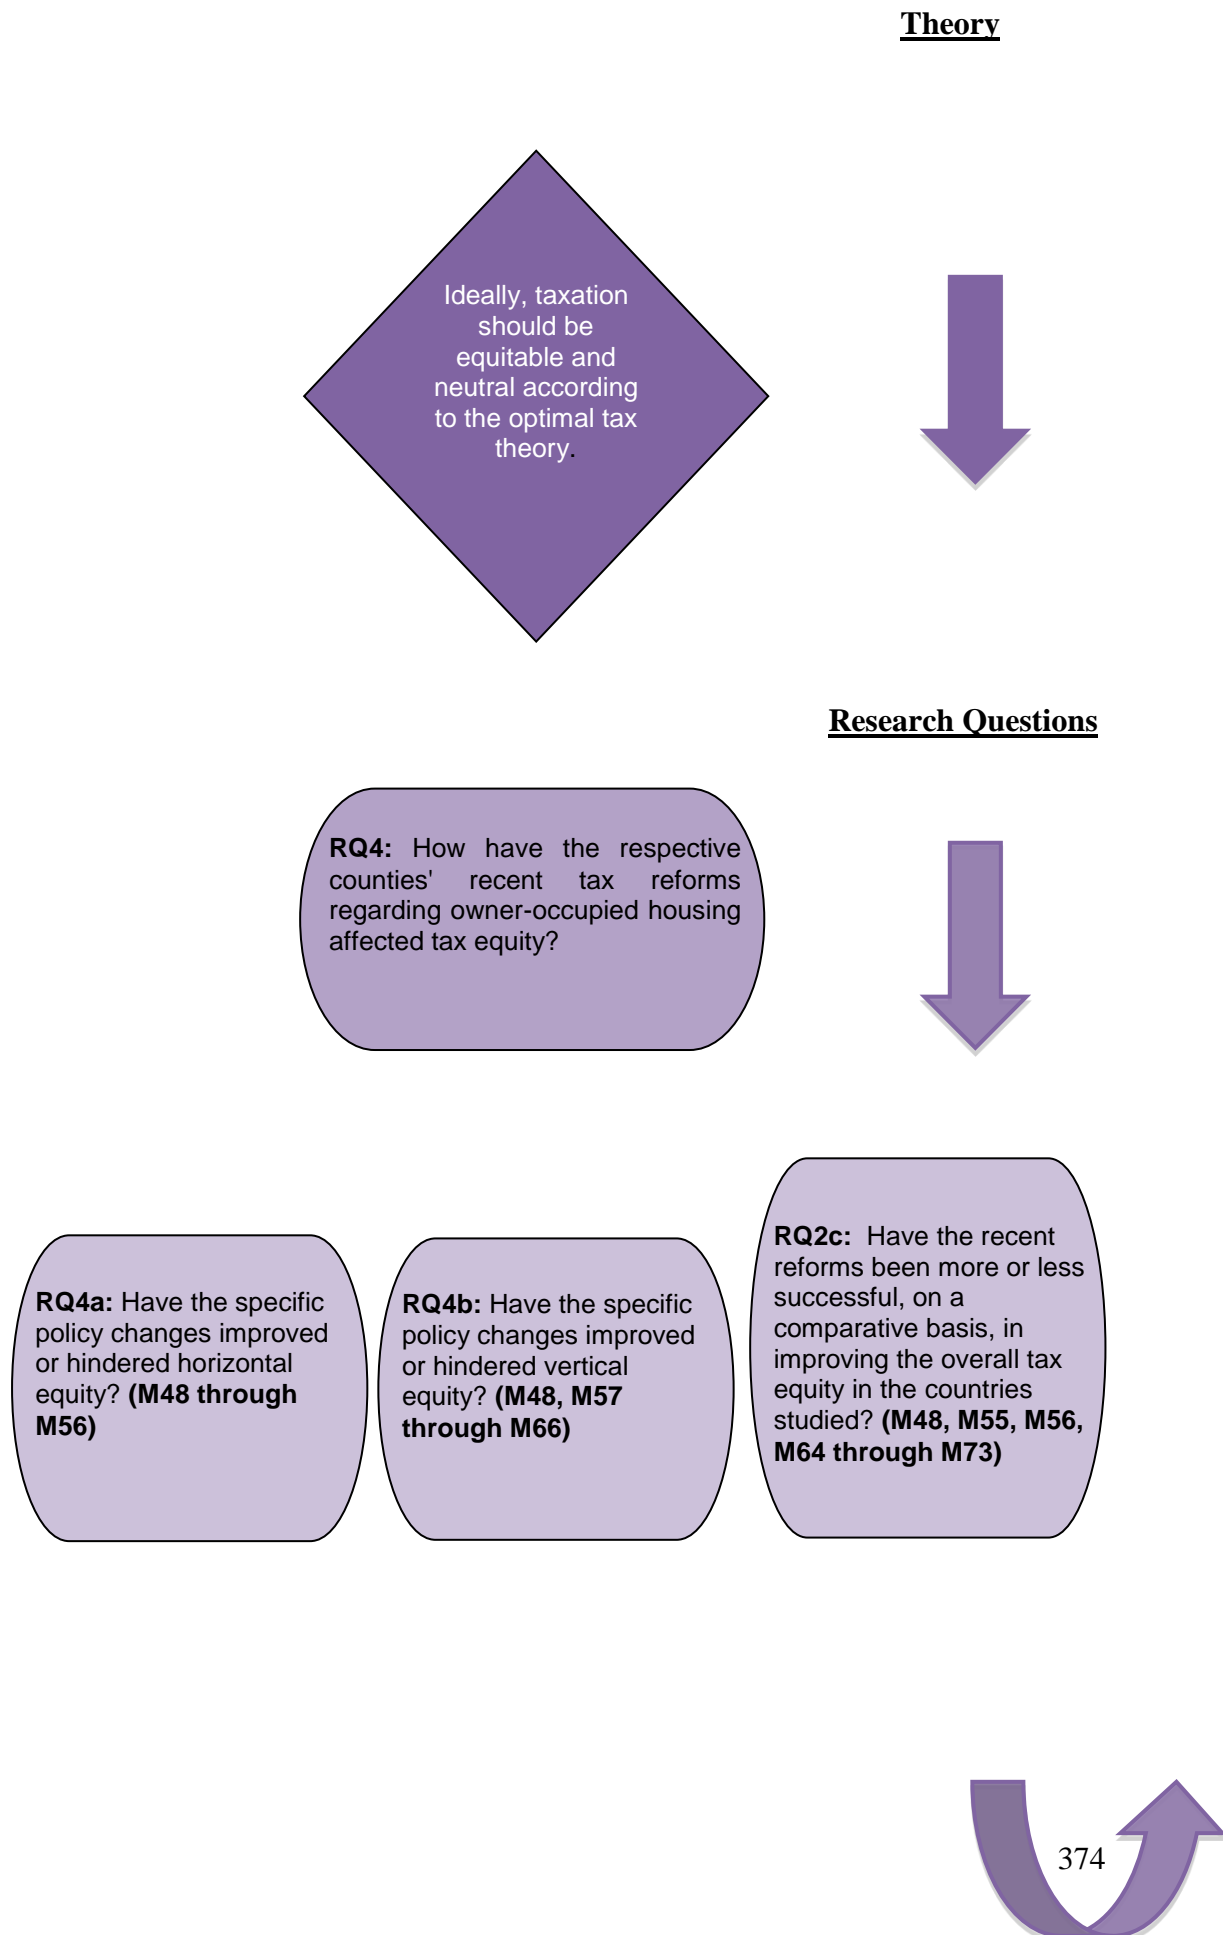 Theory
Ideally, taxation
should be
equitable and
neutral according
to the optimal tax
theory.
Research Questions
RQ4: How have the respective
counties' recent tax reforms
regarding owner-occupied housing
affected tax equity?
RQ4a: Have the specific
policy changes improved
or hindered horizontal
equity? (M48 through
M56)
RQ4b: Have the specific
policy changes improved
or hindered vertical
equity? (M48, M57
through M66)
RQ2c: Have the recent
reforms been more or less
successful, on a
comparative basis, in
improving the overall tax
equity in the countries
studied? (M48, M55, M56,
M64 through M73)
374